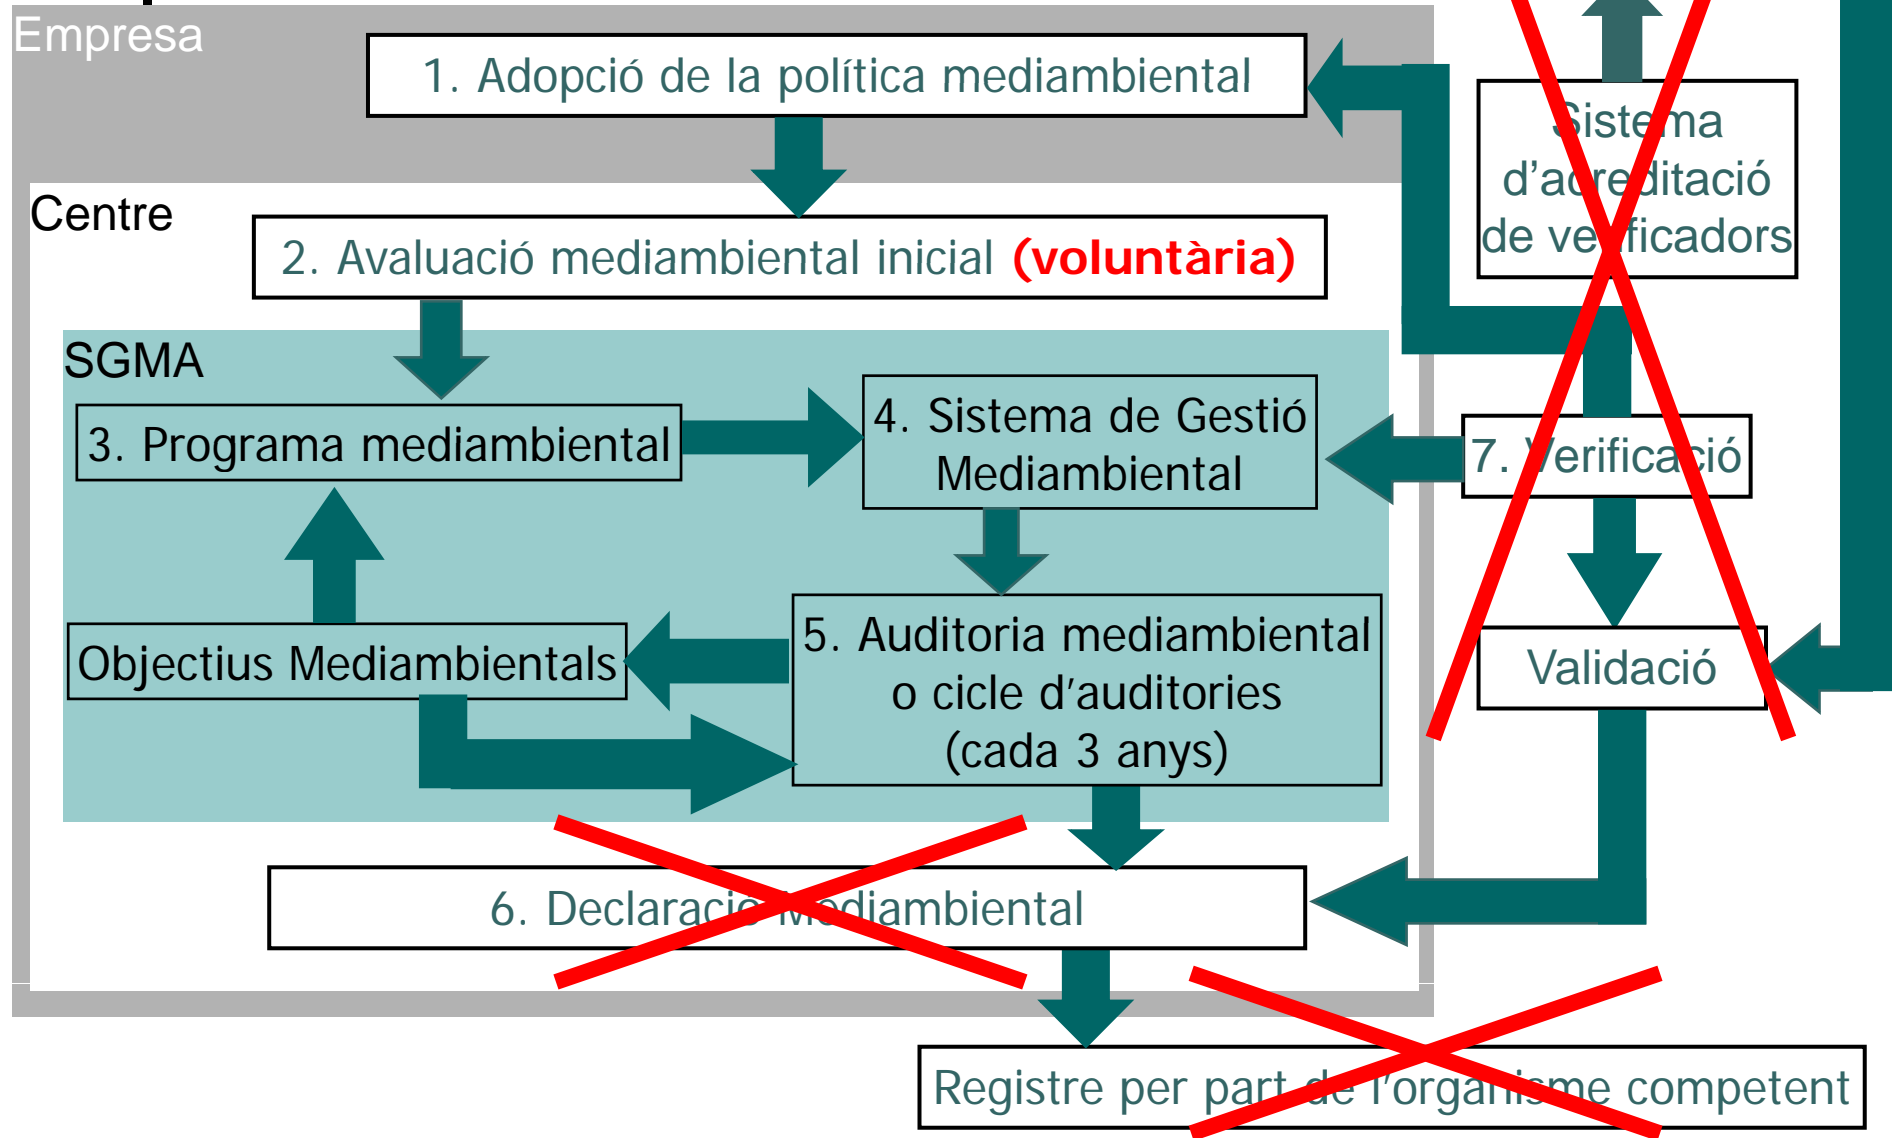 Empresa
1. Adopció de la política mediambiental
Sistema
d’acreditació
de verificadors
Centre
2. Avaluació mediambiental inicial (voluntària)
SGMA
3. Programa mediambiental
4. Sistema de Gestió
Mediambiental
7. Verificació
Objectius Mediambientals
5. Auditoria mediambiental
o cicle d’auditories
(cada 3 anys)
Validació
6. Declaració Mediambiental
Registre per part de l’organisme competent